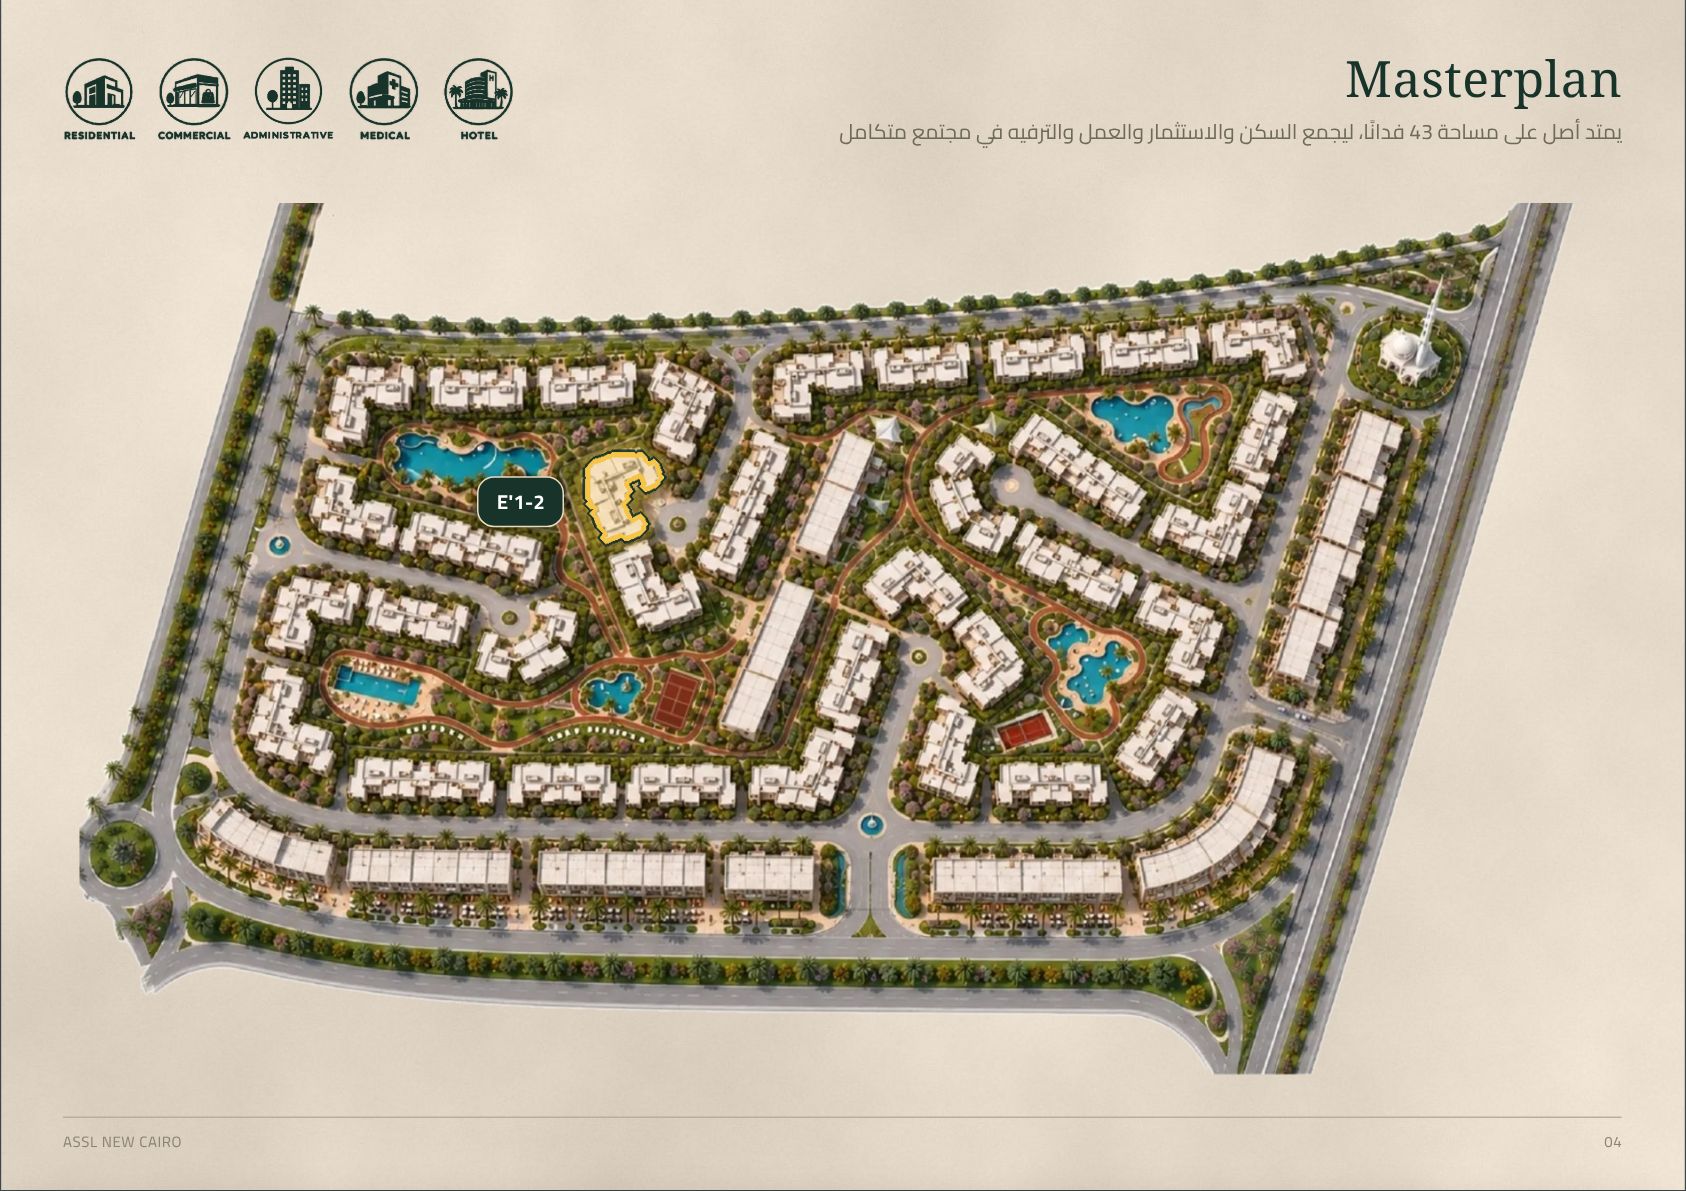 Masterplan
يمتد أصل على مساحة 43 فدانًا، ليجمع السكن والاستثمار والعمل والترفيه في مجتمع متكامل
RESIDENTIAL
COMMERCIAL
ADMINISTRATIVE
MEDICAL
HOTEL
H
E'1-2
ASSL NEW CAIRO
04